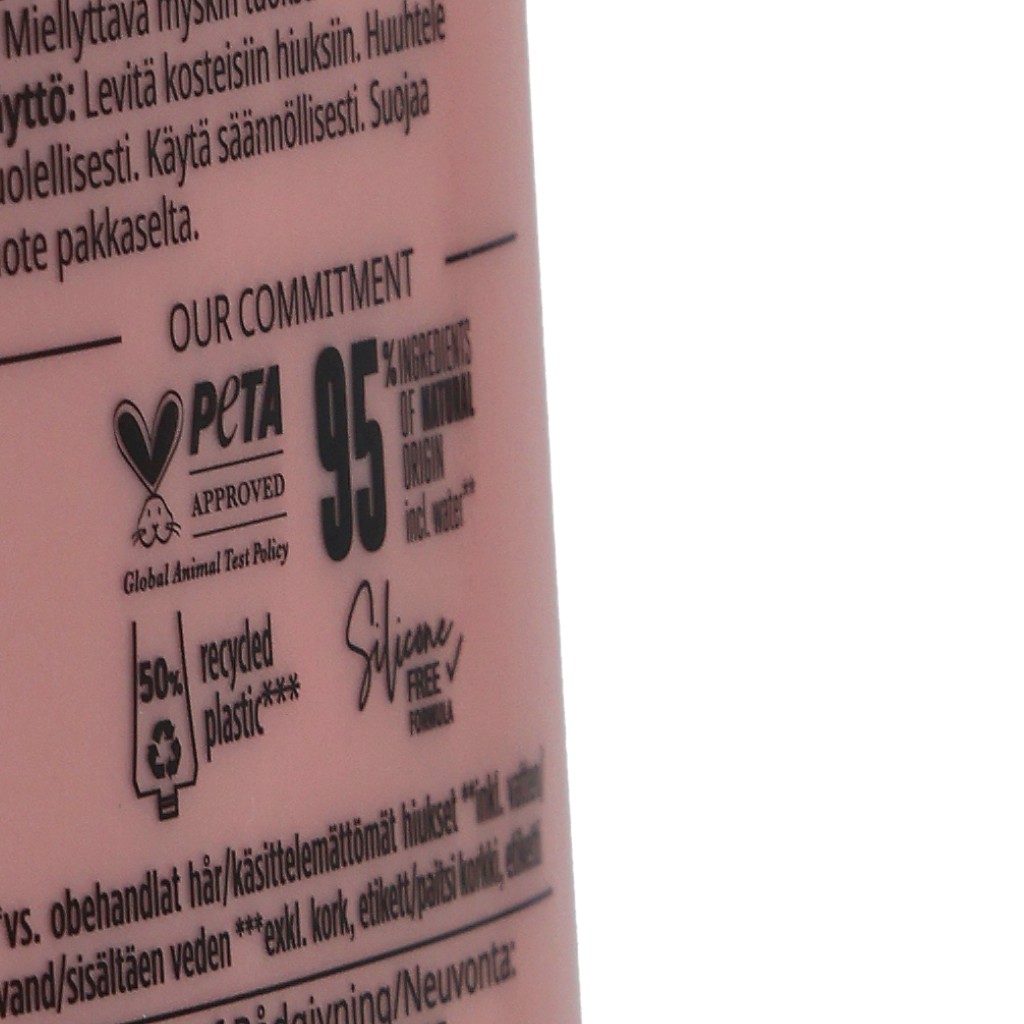 Miellyttävä myskin
äyttö: Levitä kosteisiin hiuksiin. Huuhtele
uolellisesti. Käytä säännöllisesti. Suojaa
ote pakkaselta.
OUR COMMITMENT
PETA
APPROVED
Global Animal Test Policy
95% INGREDIENTS
OF NATURAL
ORIGIN
incl. water**
50% recycled
plastic***
Silicone
FREE
FORMULA
*vs. obehandlat hår/käsittelemättömät hiukset **inkl. vatten/
vand/sisältäen veden ***exkl. kork, etikett/paitsi korkki, etiketti
Rådgivning/Neuvonta: